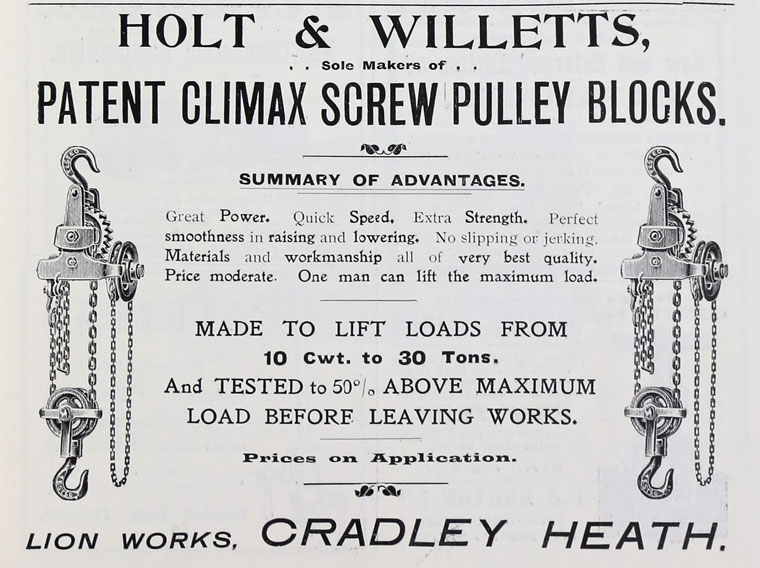 HOLT & WILLETTS,
. . Sole Makers of . .
PATENT CLIMAX SCREW PULLEY BLOCKS.
SUMMARY OF ADVANTAGES.
Great Power. Quick Speed. Extra Strength. Perfect
smoothness in raising and lowering. No slipping or jerking.
Materials and workmanship all of very best quality.
Price moderate. One man can lift the maximum load.
MADE TO LIFT LOADS FROM
10 Cwt. to 30 Tons.
And TESTED to 50% ABOVE MAXIMUM
LOAD BEFORE LEAVING WORKS.
Prices on Application.
LION WORKS, CRADLEY HEATH.